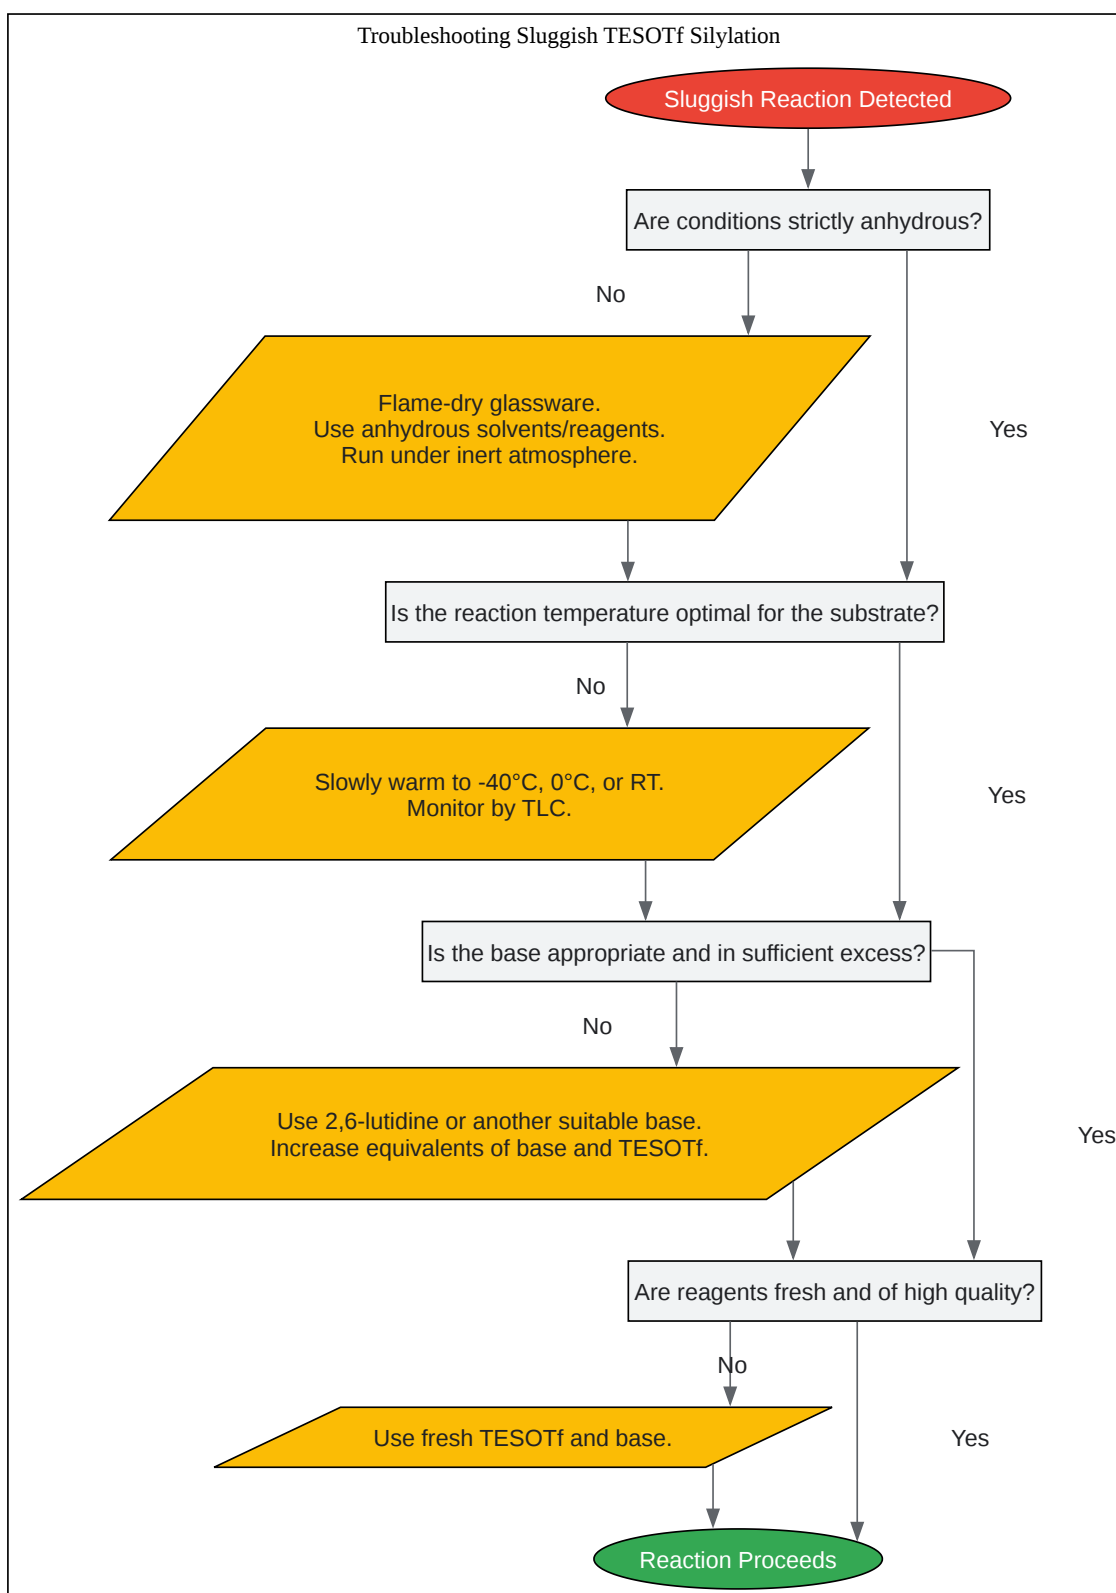 Troubleshooting Sluggish TESOTf Silylation
Sluggish Reaction Detected
Are conditions strictly anhydrous?
No
Flame-dry glassware.
Use anhydrous solvents/reagents.
Run under inert atmosphere.
Yes
Is the reaction temperature optimal for the substrate?
No
Slowly warm to -40°C, 0°C, or RT.
Monitor by TLC.
Yes
Is the base appropriate and in sufficient excess?
No
Use 2,6-lutidine or another suitable base.
Increase equivalents of base and TESOTf.
Yes
Are reagents fresh and of high quality?
No
Use fresh TESOTf and base.
Yes
Reaction Proceeds